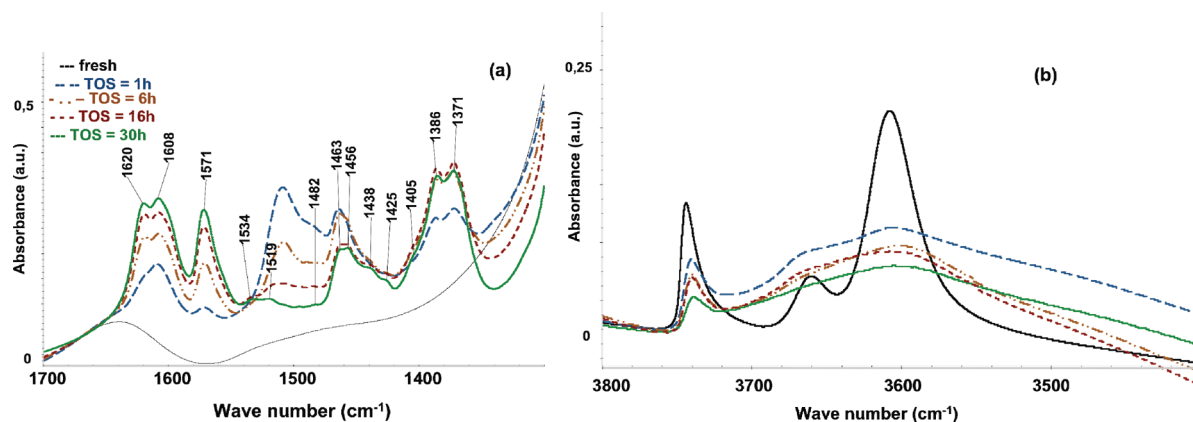 --- fresh
TOS = 1h
TOS = 6h
TOS = 16h
TOS = 30h
(a)
Absorbance (a.u.)
0,5
0
1620
1608
1571
1534
1519
1482
1463
1456
1438
1425
1405
1386
1371
1700 1600 1500 1400
Wave number (cm-1)
(b)
Absorbance (a.u.)
0,25
0
3800 3700 3600 3500
Wave number (cm-1)